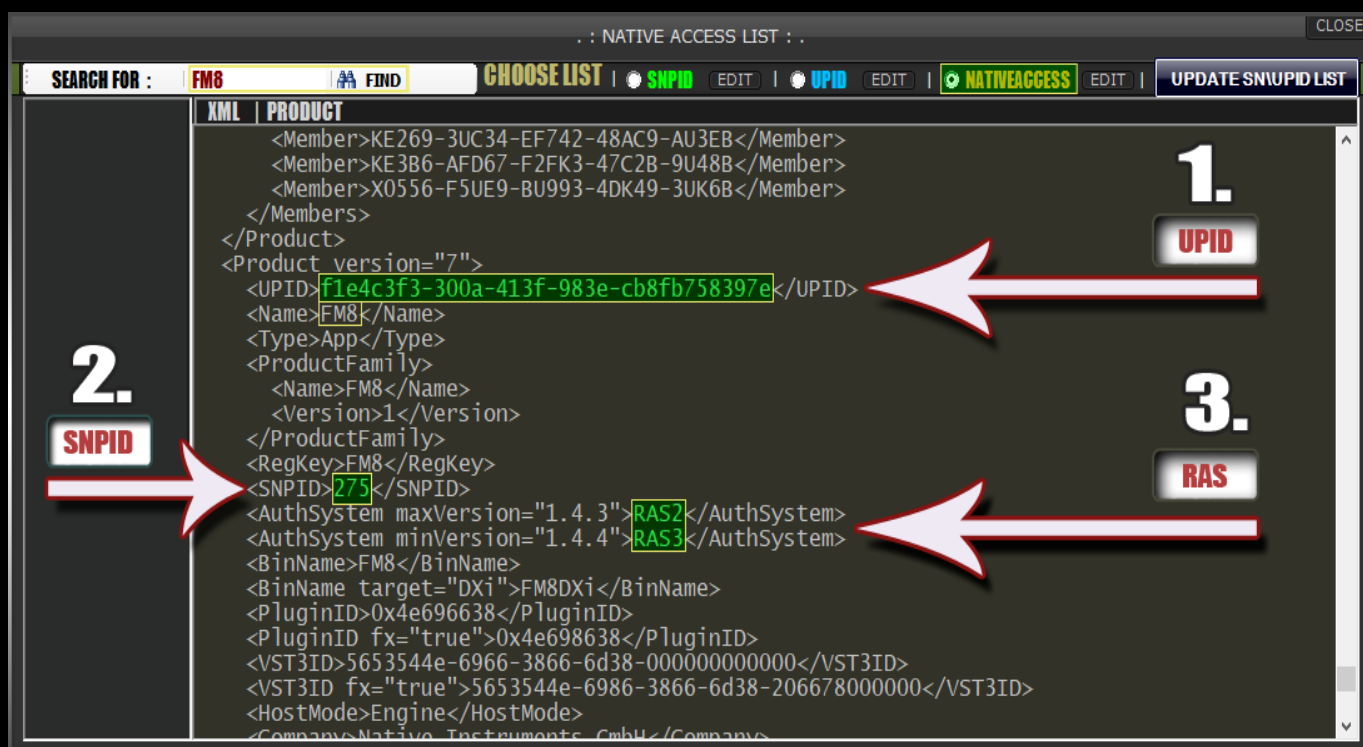 . : NATIVE ACCESS LIST : .
CLOSE
SEARCH FOR : FM8 FIND CHOOSE LIST | SNPID EDIT | UPID EDIT | NATIVEACCESS EDIT | UPDATE SN\UPID LIST
| XML | PRODUCT
<Member>KE269-3UC34-EF742-48AC9-AU3EB</Member>
<Member>KE3B6-AFD67-F2FK3-47C2B-9U48B</Member>
<Member>XO556-F5UE9-BU993-4DK49-3UK6B</Member>
</Members>
</Product>
<Product version="7">
<UPID>f1e4c3f3-300a-413f-983e-cb8fb758397e</UPID>
<Name>FM8</Name>
<Type>App</Type>
<ProductFamily>
<Name>FM8</Name>
<Version>1</Version>
</ProductFamily>
<RegKey>FM8</RegKey>
<SNPID>275</SNPID>
<AuthSystem maxVersion="1.4.3">RAS2</AuthSystem>
<AuthSystem minVersion="1.4.4">RAS3</AuthSystem>
<BinName>FM8</BinName>
<BinName target="DXi">FM8DXi</BinName>
<PluginID>0x4e696638</PluginID>
<PluginID fx="true">0x4e698638</PluginID>
<VST3ID>5653544e-6966-3866-6d38-000000000000</VST3ID>
<VST3ID fx="true">5653544e-6986-3866-6d38-206678000000</VST3ID>
<HostMode>Engine</HostMode>
<Company>Native Instruments GmbH</Company>
1.
UPID
2.
SNPID
3.
RAS